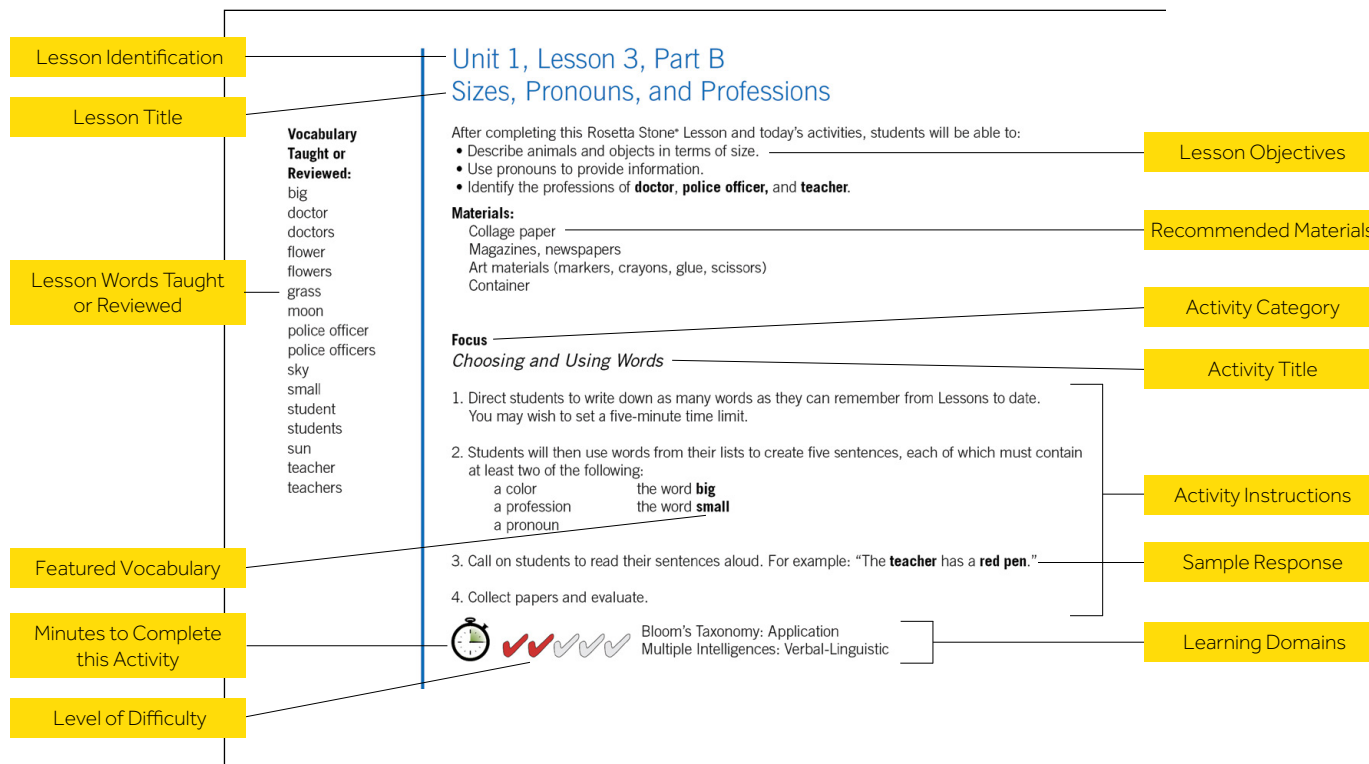 Lesson Identification
Lesson Title
Lesson Words Taught
or Reviewed
Featured Vocabulary
Minutes to Complete
this Activity
Level of Difficulty
Vocabulary
Taught or
Reviewed:
big
doctor
doctors
flower
flowers
grass
moon
police officer
police officers
sky
small
student
students
sun
teacher
teachers
Unit 1, Lesson 3, Part B
Sizes, Pronouns, and Professions
After completing this Rosetta Stone® Lesson and today's activities, students will be able to:
• Describe animals and objects in terms of size.
• Use pronouns to provide information.
• Identify the professions of doctor, police officer, and teacher.
Materials:
Collage paper
Magazines, newspapers
Art materials (markers, crayons, glue, scissors)
Container
Focus
Choosing and Using Words
1. Direct students to write down as many words as they can remember from Lessons to date.
You may wish to set a five-minute time limit.
2. Students will then use words from their lists to create five sentences, each of which must contain
at least two of the following:
a color the word big
a profession the word small
a pronoun
3. Call on students to read their sentences aloud. For example: “The teacher has a red pen.”
4. Collect papers and evaluate.
Bloom's Taxonomy: Application
Multiple Intelligences: Verbal-Linguistic
Lesson Objectives
Recommended Materials
Activity Category
Activity Title
Activity Instructions
Sample Response
Learning Domains